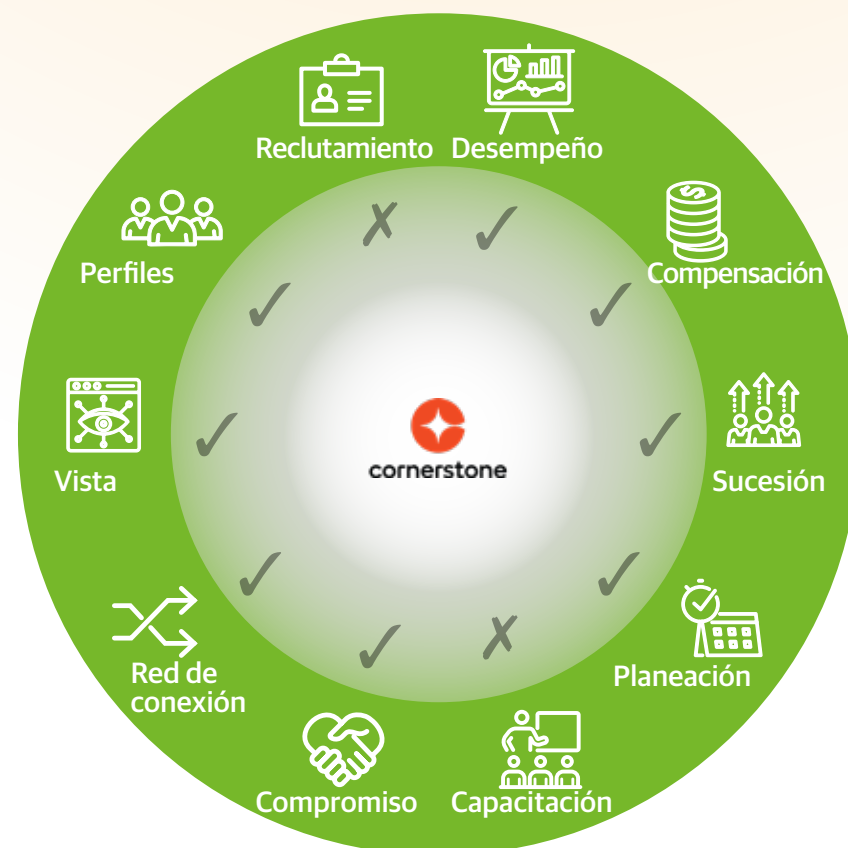 Reclutamiento
Desempeño
Compensación
Perfiles
Vista
cornerstone
Sucesión
Planeación
Red de
conexión
Compromiso
Capacitación